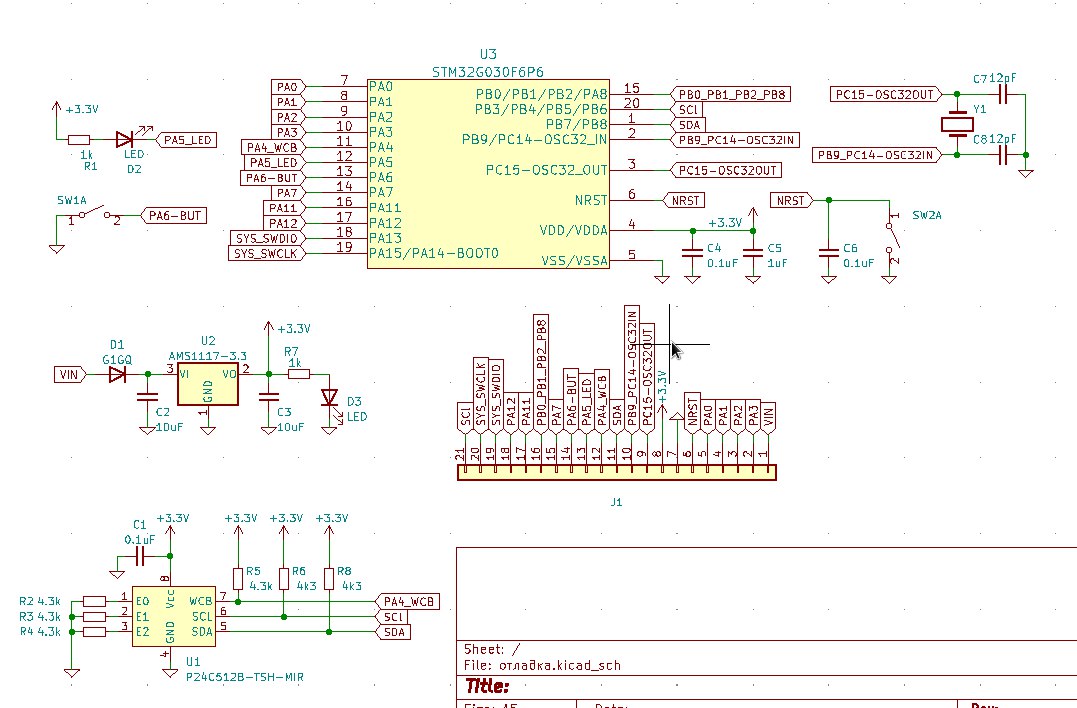 U3
STM32G030F6P6
PA0 7 PA0
PA1 8 PA1
PA2 9 PA2
PA3 10 PA3
PA4_WCB 11 PA4
PA5_LED 12 PA5
PA6-BUT 13 PA6
PA7 14 PA7
PA11 16 PA11
PA12 17 PA12
SYS_SWDIO 18 PA13
SYS_SWCLK 19 PA15/PA14-BOOT0
PB0/PB1/PB2/PA8 15 PB0_PB1_PB2_PB8
PB3/PB4/PB5/PB6 20 SCl
PB7/PB8 1 SDA
PB9/PC14-OSC32_IN 2 PB9_PC14-OSC32IN
PC15-OSC32_OUT 3 PC15-OSC32OUT
NRST 6 NRST
VDD/VDDA 4
VSS/VSSA 5
+3.3V
1k
R1
LED
D2
PA5_LED
SW1A
1 2
PA6-BUT
PC15-OSC32OUT
C7 12pF
Y1
C8 12pF
PB9_PC14-OSC32IN
+3.3V
C4
0.1uF
C5
1uF
NRST
C6
0.1uF
1
2
SW2A
VIN
D1
G1GQ
C2
10uF
U2
AMS1117-3.3
3 VI VO 2
GND
1
+3.3V
C3
10uF
R7
1k
D3
LED
SCl
SYS_SWCLK
SYS_SWDIO
PA12
PA11
PB0_PB1_PB2_PB8
PA7
PA6-BUT
PA5_LED
PA4_WCB
SDA
PB9_PC14-OSC32IN
PC15-OSC32OUT
+3.3V
NRST
PA0
PA1
PA2
PA3
VIN
21 20 19 18 17 16 15 14 13 12 11 10 9 8 7 6 5 4 3 2 1
J1
C1
0.1uF
+3.3V
+3.3V
+3.3V
+3.3V
R5
4.3k
R6
4k3
R8
4k3
8
Vcc
R2 4.3k 1 E0
R3 4.3k 2 E1
R4 4.3k 3 E2
WCB 7 PA4_WCB
SCL 6 SCl
SDA 5 SDA
GND
4
U1
P24C512B-TSH-MIR
Sheet: /
File: отладка.kicad_sch
Title:
Size: A5
Date:
Rev: